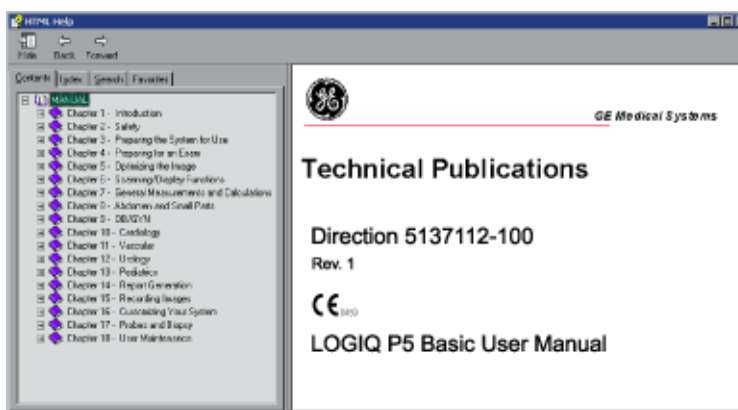 HTML Help
Hide Back Forward
Contents Index Search Favorites
MANUAL
Chapter 1 - Introduction
Chapter 2 - Safety
Chapter 3 - Preparing the System for Use
Chapter 4 - Preparing for an Exam
Chapter 5 - Optimizing the Image
Chapter 6 - Scanning/Display Functions
Chapter 7 - General Measurements and Calculations
Chapter 8 - Abdomen and Small Parts
Chapter 9 - OB/GYN
Chapter 10 - Cardiology
Chapter 11 - Vascular
Chapter 12 - Urology
Chapter 13 - Pediatrics
Chapter 14 - Report Generation
Chapter 15 - Recording Images
Chapter 16 - Customizing Your System
Chapter 17 - Probes and Biopsy
Chapter 18 - User Maintenance
GE
GE Medical Systems
Technical Publications
Direction 5137112-100
Rev. 1
CE
LOGIQ P5 Basic User Manual